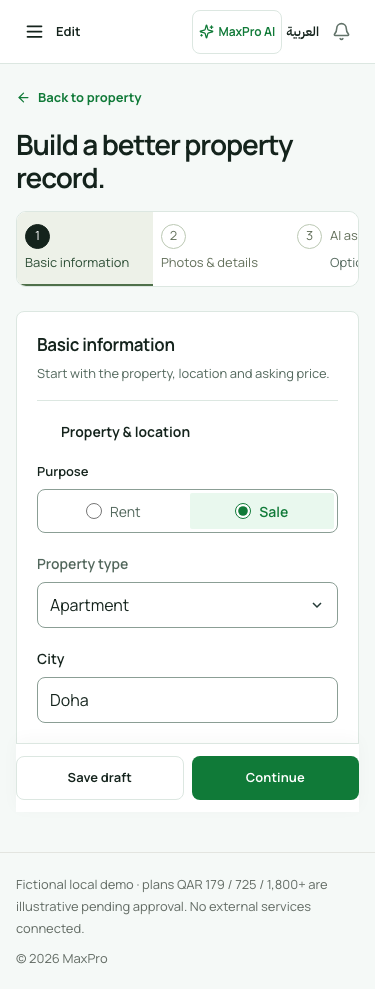 Edit
MaxPro AI
العربية
Back to property
Build a better property
record.
1
Basic information
2
Photos & details
3
AI as
Optic
Basic information
Start with the property, location and asking price.
Property & location
Purpose
Rent
Sale
Property type
Apartment
City
Doha
Save draft
Continue
Fictional local demo · plans QAR 179 / 725 / 1,800+ are
illustrative pending approval. No external services
connected.
© 2026 MaxPro